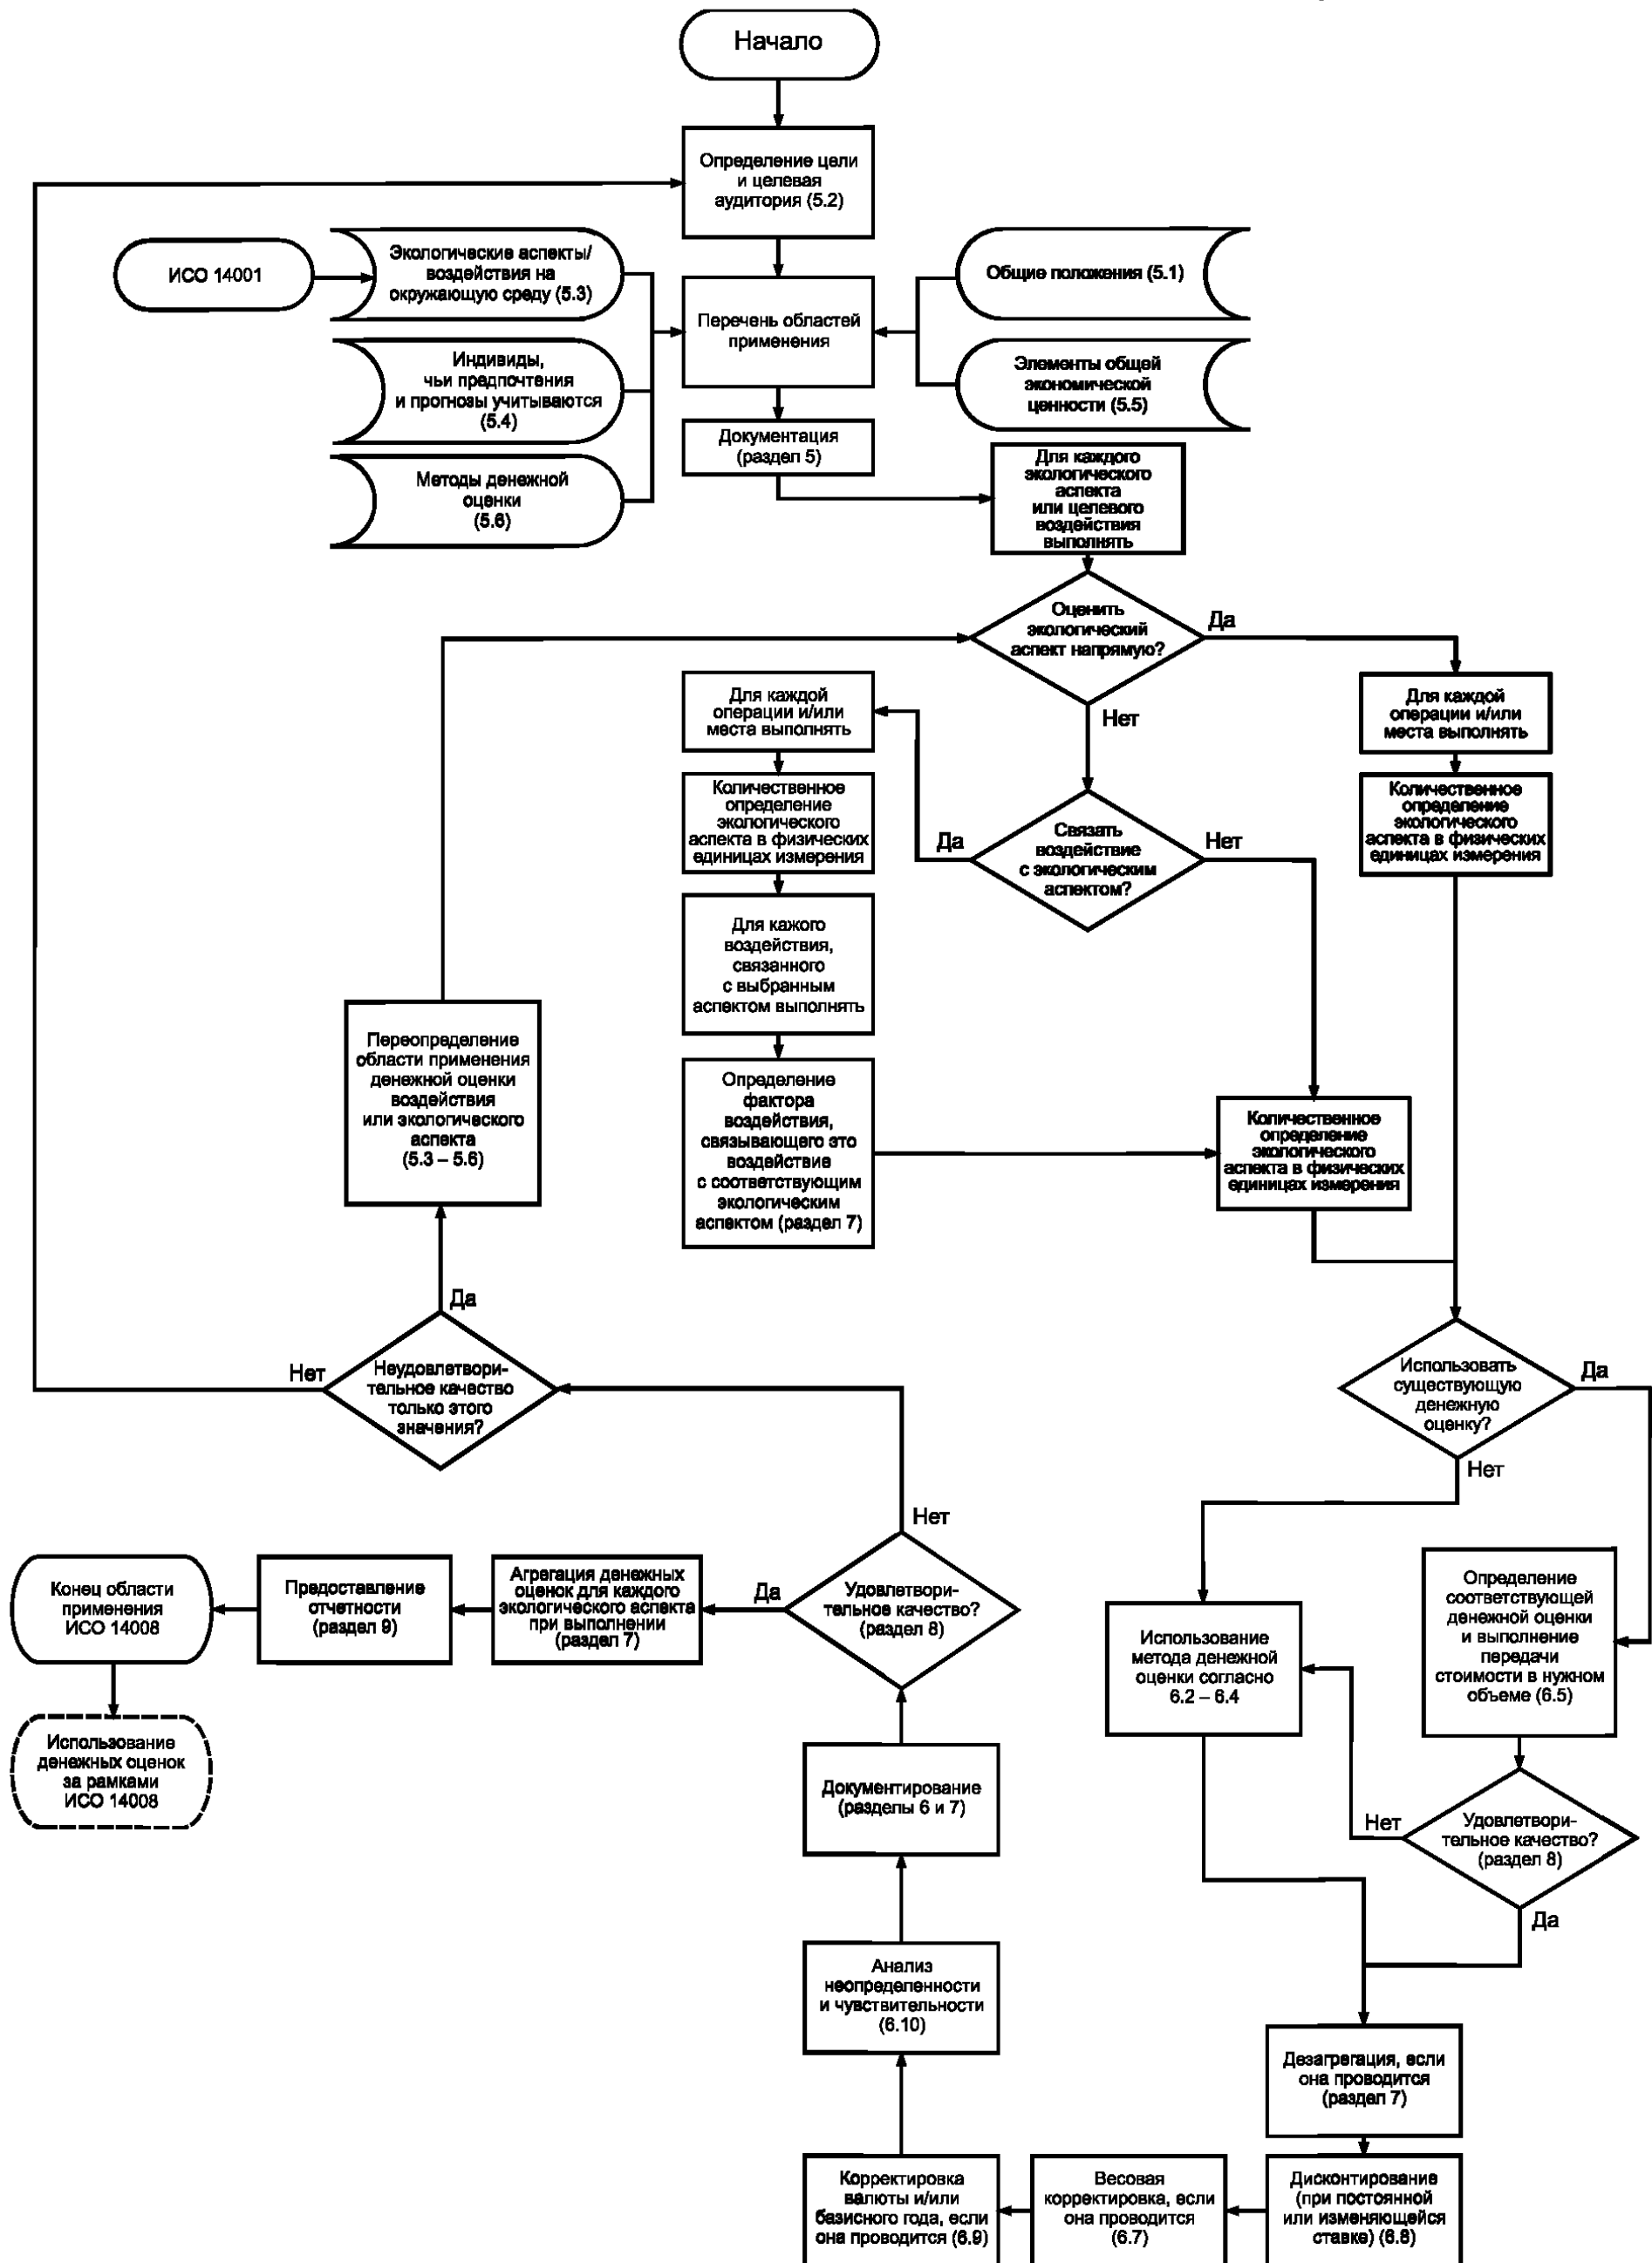 Начало
Определение цели
и целевая
аудитория (5.2)
ИСО 14001
Экологические аспекты/
воздействия на
окружающую среду (5.3)
Общие положения (5.1)
Перечень областей
применения
Индивиды,
чьи предпочтения
и прогнозы учитываются
(5.4)
Элементы общей
экономической
ценности (5.5)
Документация
(раздел 5)
Методы денежной
оценки
(5.6)
Для каждого
экологического
аспекта
или целевого
воздействия
выполнять
Оценить
экологический
аспект напрямую?
Да
Нет
Для каждой
операции и/или
места выполнять
Для каждой
операции и/или
места выполнять
Количественное
определение
экологического
аспекта в физических
единицах измерения
Количественное
определение
экологического
аспекта в физических
единицах измерения
Да
Связать
воздействие
с экологическим
аспектом?
Нет
Для кажого
воздействия,
связанного
с выбранным
аспектом выполнять
Переопределение
области применения
денежной оценки
воздействия
или экологического
аспекта
(5.3 – 5.6)
Определение
фактора
воздействия,
связывающего это
воздействие
с соответствующим
экологическим
аспектом (раздел 7)
Количественное
определение
экологического
аспекта в физических
единицах измерения
Да
Нет
Неудовлетвори-
тельное качество
только этого
значения?
Использовать
существующую
денежную
оценку?
Да
Нет
Нет
Конец области
применения
ИСО 14008
Предоставление
отчетности
(раздел 9)
Агрегация денежных
оценок для каждого
экологического аспекта
при выполнении
(раздел 7)
Да
Удовлетвори-
тельное качество?
(раздел 8)
Определение
соответствующей
денежной оценки
и выполнение
передачи
стоимости в нужном
объеме (6.5)
Использование
метода денежной
оценки согласно
6.2 – 6.4
Использование
денежных оценок
за рамками
ИСО 14008
Документирование
(разделы 6 и 7)
Нет
Удовлетвори-
тельное качество?
(раздел 8)
Да
Анализ
неопределенности
и чувствительности
(6.10)
Дезагрегация, если
она проводится
(раздел 7)
Корректировка
валюты и/или
базисного года, если
она проводится (6.9)
Весовая
корректировка, если
она проводится
(6.7)
Дисконтирование
(при постоянной
или изменяющейся
ставке) (6.8)